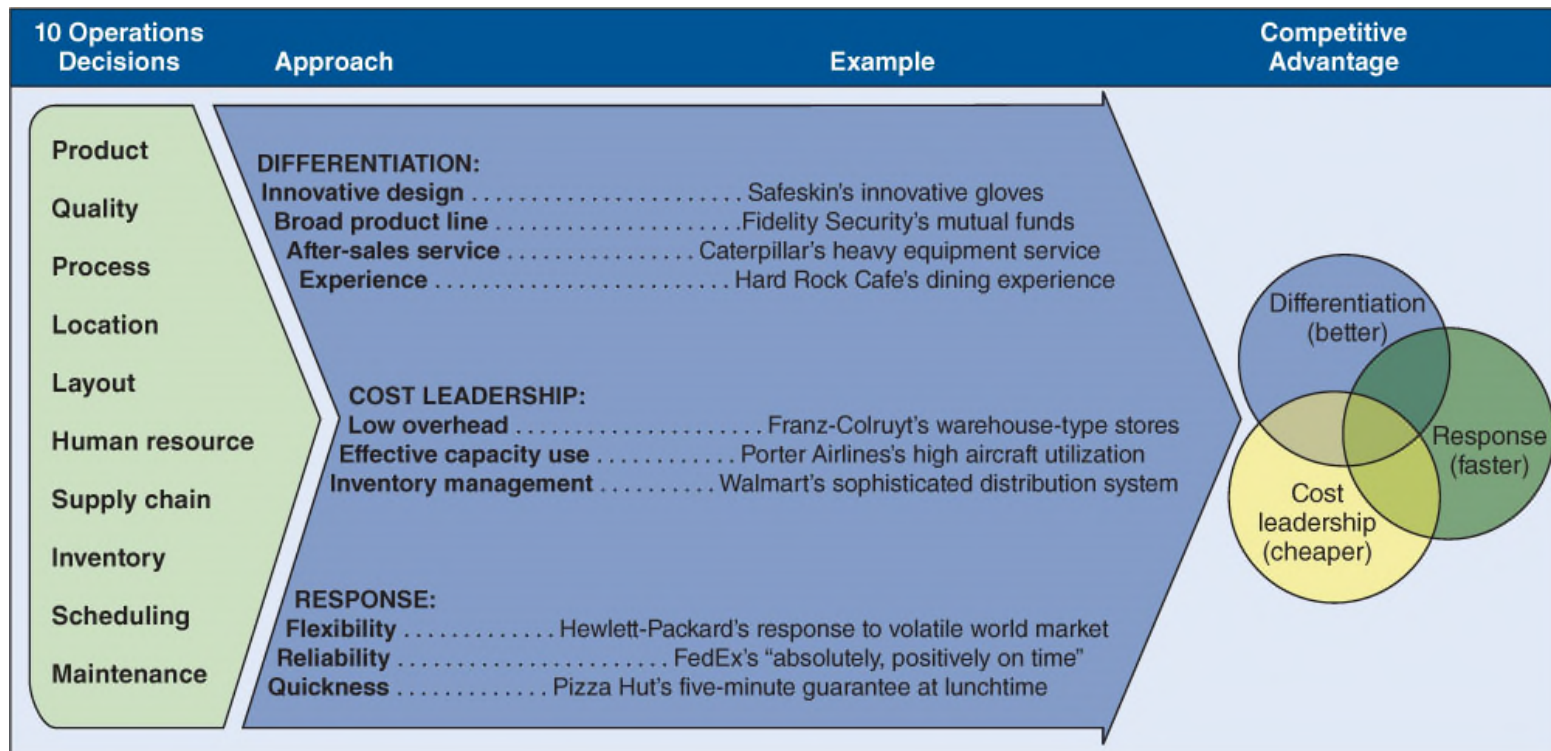 10 Operations
Decisions
Approach
Example
Competitive
Advantage
Product
Quality
Process
Location
Layout
Human resource
Supply chain
Inventory
Scheduling
Maintenance
DIFFERENTIATION:
Innovative design . . . . . . . . . . . . . . . . . . . . . . . Safeskin’s innovative gloves
Broad product line . . . . . . . . . . . . . . . . . . . . . Fidelity Security’s mutual funds
After-sales service . . . . . . . . . . . . . . . . Caterpillar’s heavy equipment service
Experience . . . . . . . . . . . . . . . . . . . . . . . . . Hard Rock Cafe’s dining experience
COST LEADERSHIP:
Low overhead . . . . . . . . . . . . . . . . . . . . . Franz-Colruyt’s warehouse-type stores
Effective capacity use . . . . . . . . . . . . Porter Airlines’s high aircraft utilization
Inventory management . . . . . . . . . . Walmart’s sophisticated distribution system
RESPONSE:
Flexibility . . . . . . . . . . . . . Hewlett-Packard’s response to volatile world market
Reliability . . . . . . . . . . . . . . . . . . . . . . . FedEx’s “absolutely, positively on time”
Quickness . . . . . . . . . . . . . Pizza Hut’s five-minute guarantee at lunchtime
Differentiation
(better)
Response
(faster)
Cost
leadership
(cheaper)